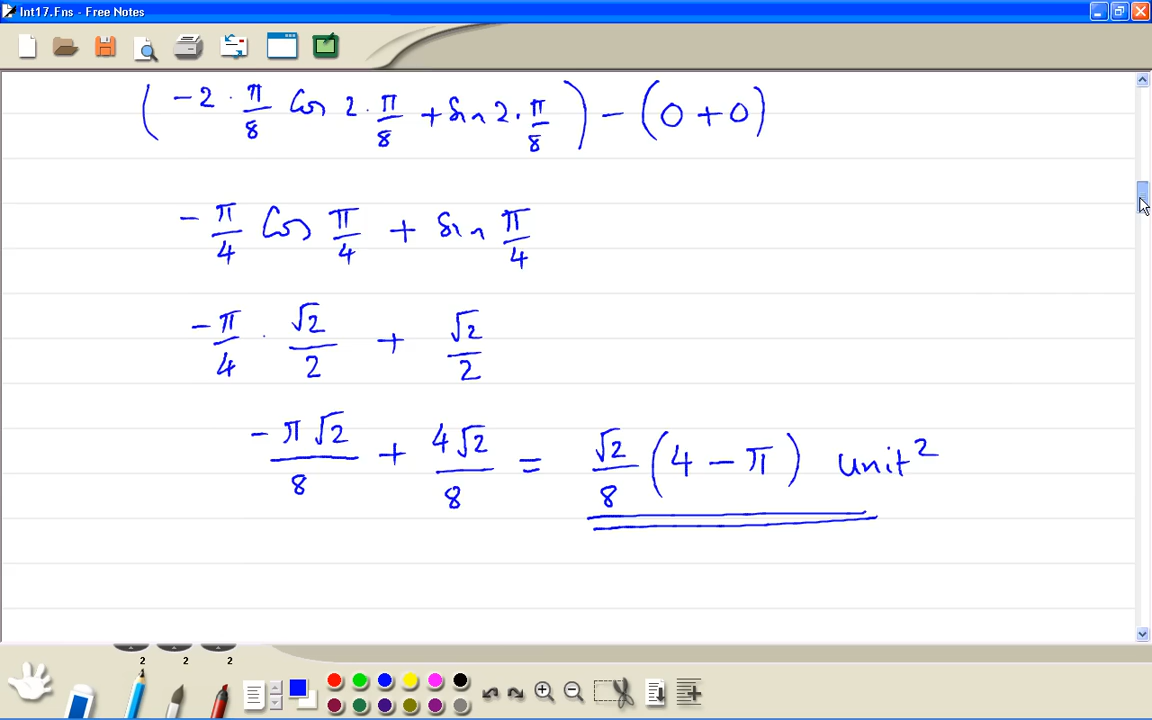 Int17.Fns - Free Notes
(-2 · π/8 Cos 2 · π/8 + Sin 2 · π/8) - (0 + 0)
- π/4 Cos π/4 + Sin π/4
-π/4 · √2/2 + √2/2
-π√2/8 + 4√2/8 = √2/8 (4 - π) unit²
2 2 2